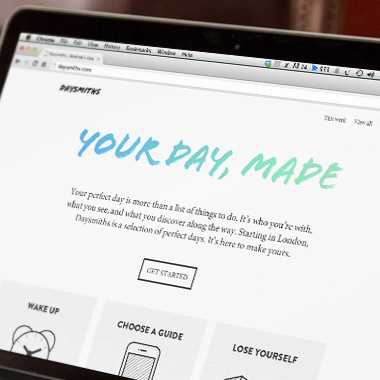 Chrome File Edit View History Bookmarks Window Help
daysmiths.com
DAYSMITHS
This week View all
YOUR DAY, MADE
Your perfect day is more than a list of things to do. It's who you're with,
what you see, and what you discover along the way. Starting in London,
Daysmiths is a selection of perfect days. It's here to make yours.
GET STARTED
WAKE UP
CHOOSE A GUIDE
LOSE YOURSELF